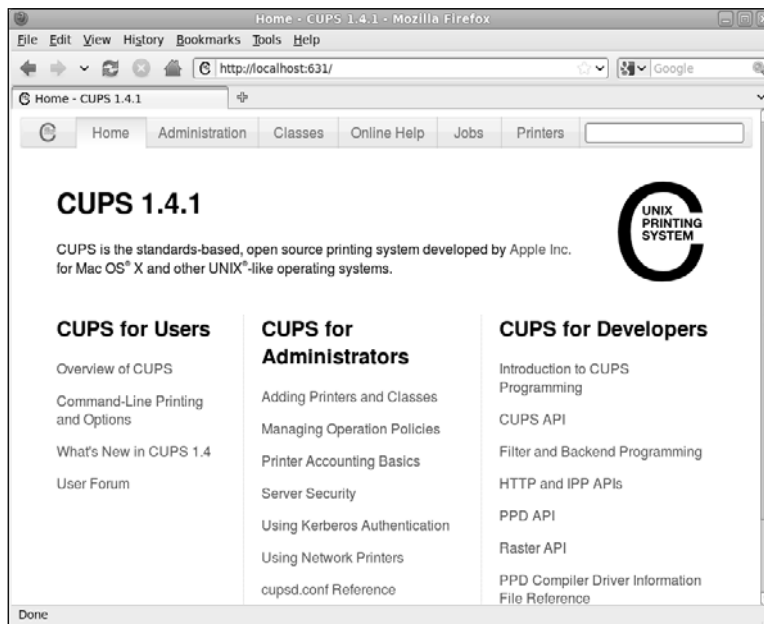 Home - CUPS 1.4.1 - Mozilla Firefox
File Edit View History Bookmarks Tools Help
http://localhost:631/
Google
Home - CUPS 1.4.1
Home Administration Classes Online Help Jobs Printers
CUPS 1.4.1
UNIX
PRINTING
SYSTEM
CUPS is the standards-based, open source printing system developed by Apple Inc.
for Mac OS® X and other UNIX®-like operating systems.
CUPS for Users
Overview of CUPS
Command-Line Printing
and Options
What's New in CUPS 1.4
User Forum
CUPS for
Administrators
Adding Printers and Classes
Managing Operation Policies
Printer Accounting Basics
Server Security
Using Kerberos Authentication
Using Network Printers
cupsd.conf Reference
CUPS for Developers
Introduction to CUPS
Programming
CUPS API
Filter and Backend Programming
HTTP and IPP APIs
PPD API
Raster API
PPD Compiler Driver Information
File Reference
Done